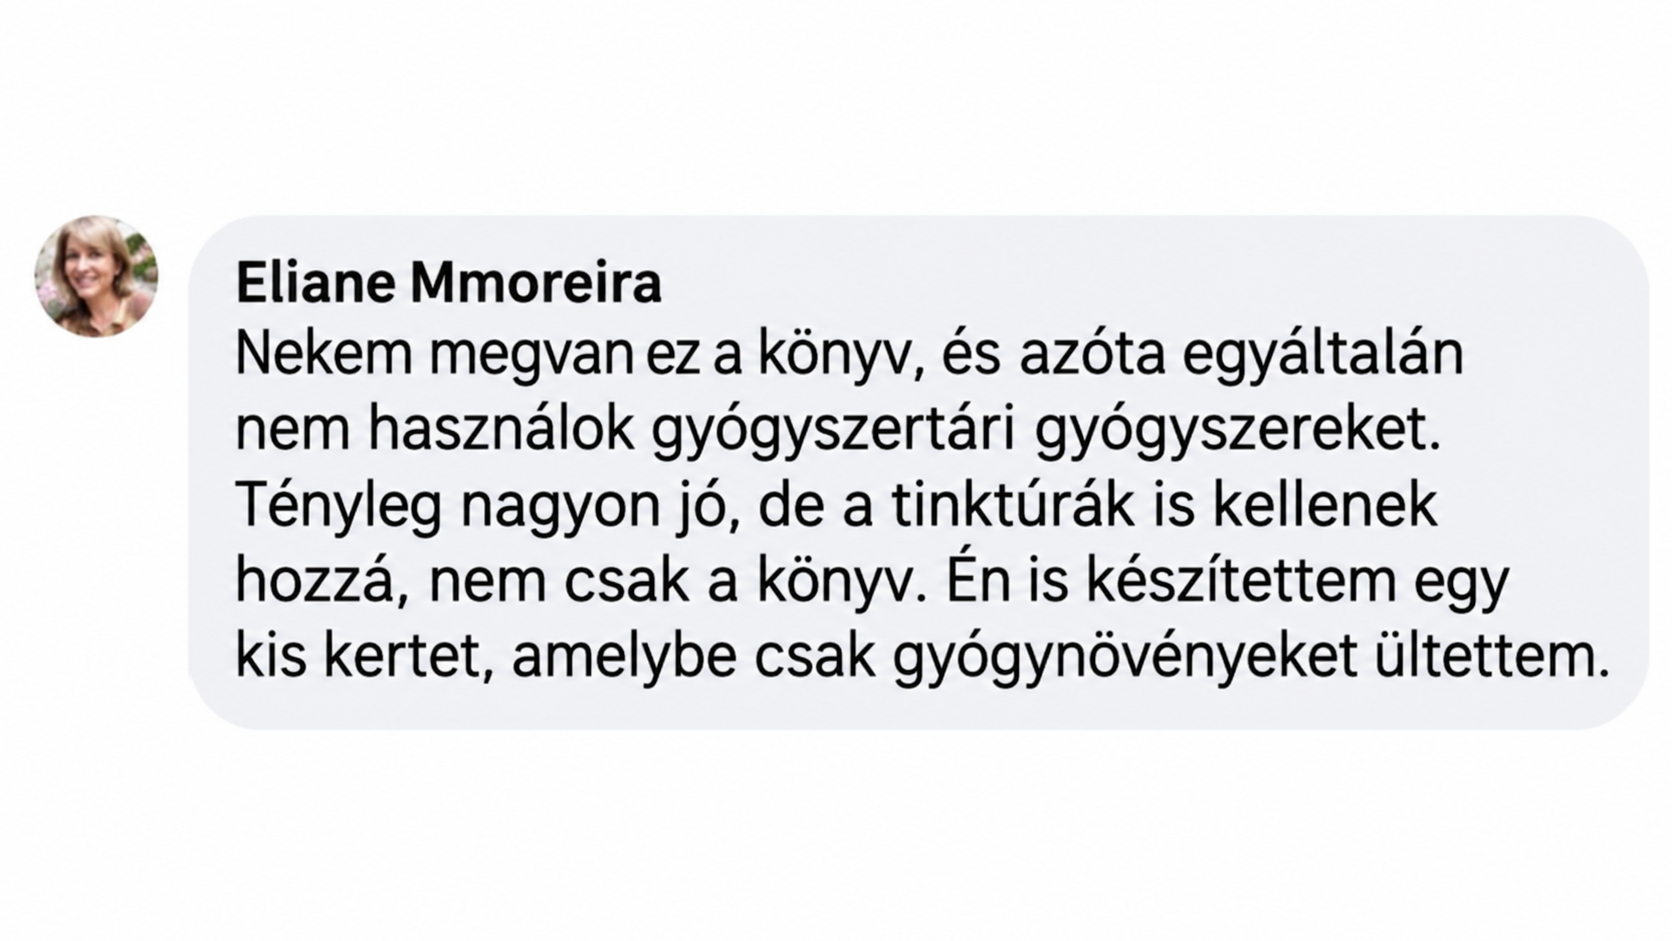 Eliane Mmoreira
Nekem megvan ez a könyv, és azóta egyáltalán
nem használok gyógyszertári gyógyszereket.
Tényleg nagyon jó, de a tinktúrák is kellenek
hozzá, nem csak a könyv. Én is készítettem egy
kis kertet, amelybe csak gyógynövényeket ültettem.